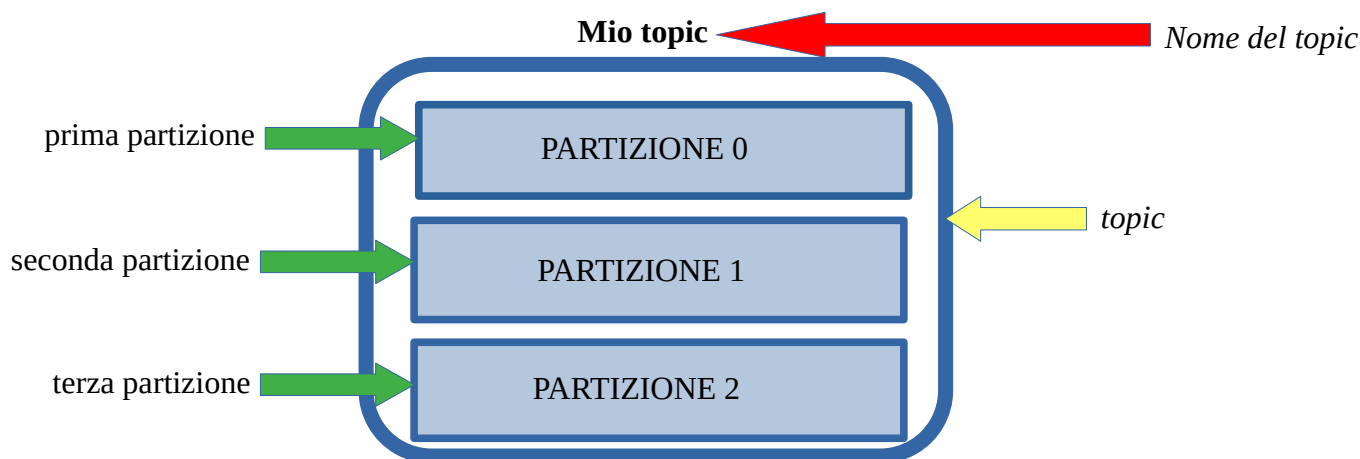 Mio topic
Nome del topic
prima partizione
PARTIZIONE 0
topic
seconda partizione
PARTIZIONE 1
terza partizione
PARTIZIONE 2